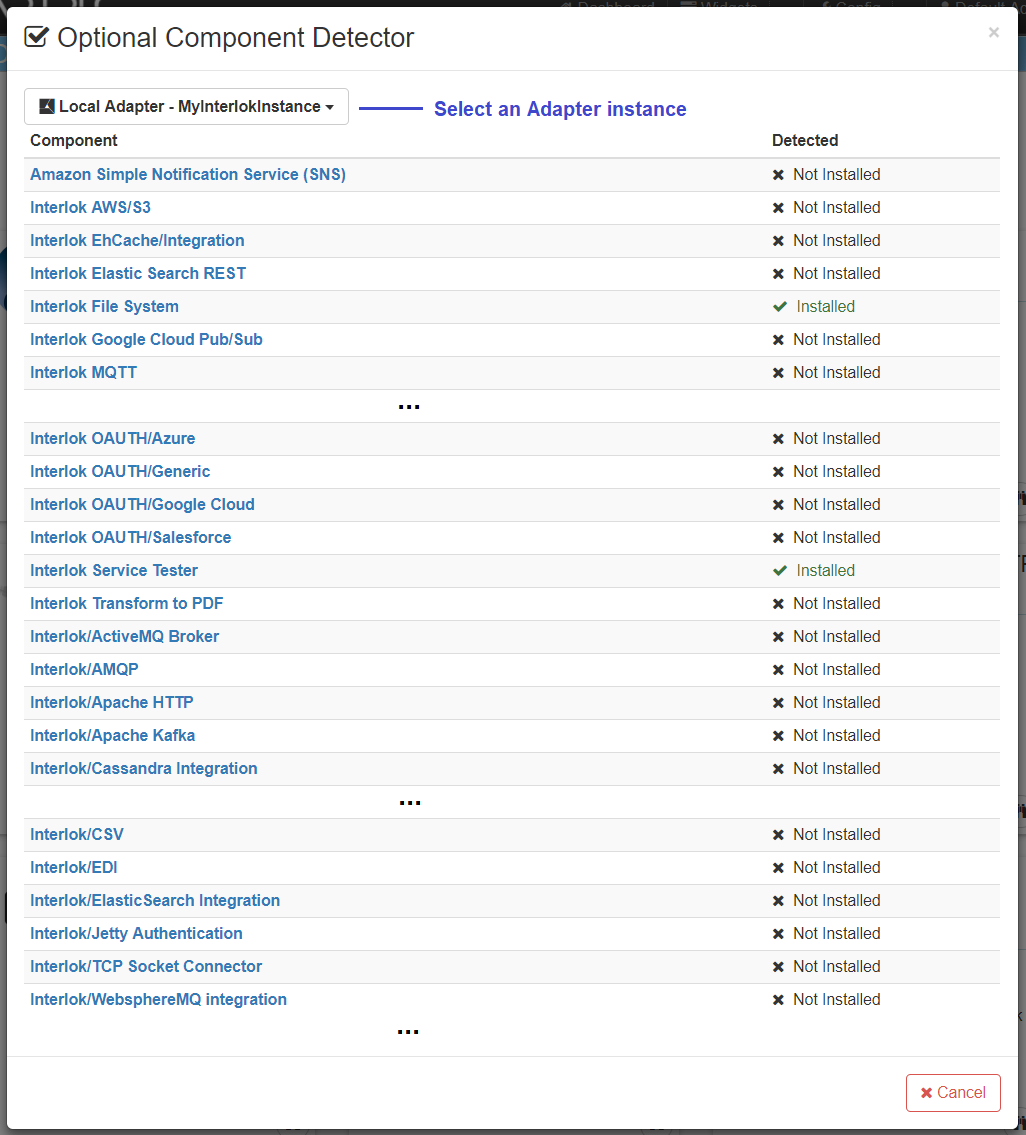 Optional Component Detector ×
Local Adapter - MyInterlokInstance Select an Adapter instance
Component Detected
Amazon Simple Notification Service (SNS) Not Installed
Interlok AWS/S3 Not Installed
Interlok EhCache/Integration Not Installed
Interlok Elastic Search REST Not Installed
Interlok File System Installed
Interlok Google Cloud Pub/Sub Not Installed
Interlok MQTT Not Installed
...
Interlok OAUTH/Azure Not Installed
Interlok OAUTH/Generic Not Installed
Interlok OAUTH/Google Cloud Not Installed
Interlok OAUTH/Salesforce Not Installed
Interlok Service Tester Installed
Interlok Transform to PDF Not Installed
Interlok/ActiveMQ Broker Not Installed
Interlok/AMQP Not Installed
Interlok/Apache HTTP Not Installed
Interlok/Apache Kafka Not Installed
Interlok/Cassandra Integration Not Installed
...
Interlok/CSV Not Installed
Interlok/EDI Not Installed
Interlok/ElasticSearch Integration Not Installed
Interlok/Jetty Authentication Not Installed
Interlok/TCP Socket Connector Not Installed
Interlok/WebsphereMQ integration Not Installed
...
Cancel